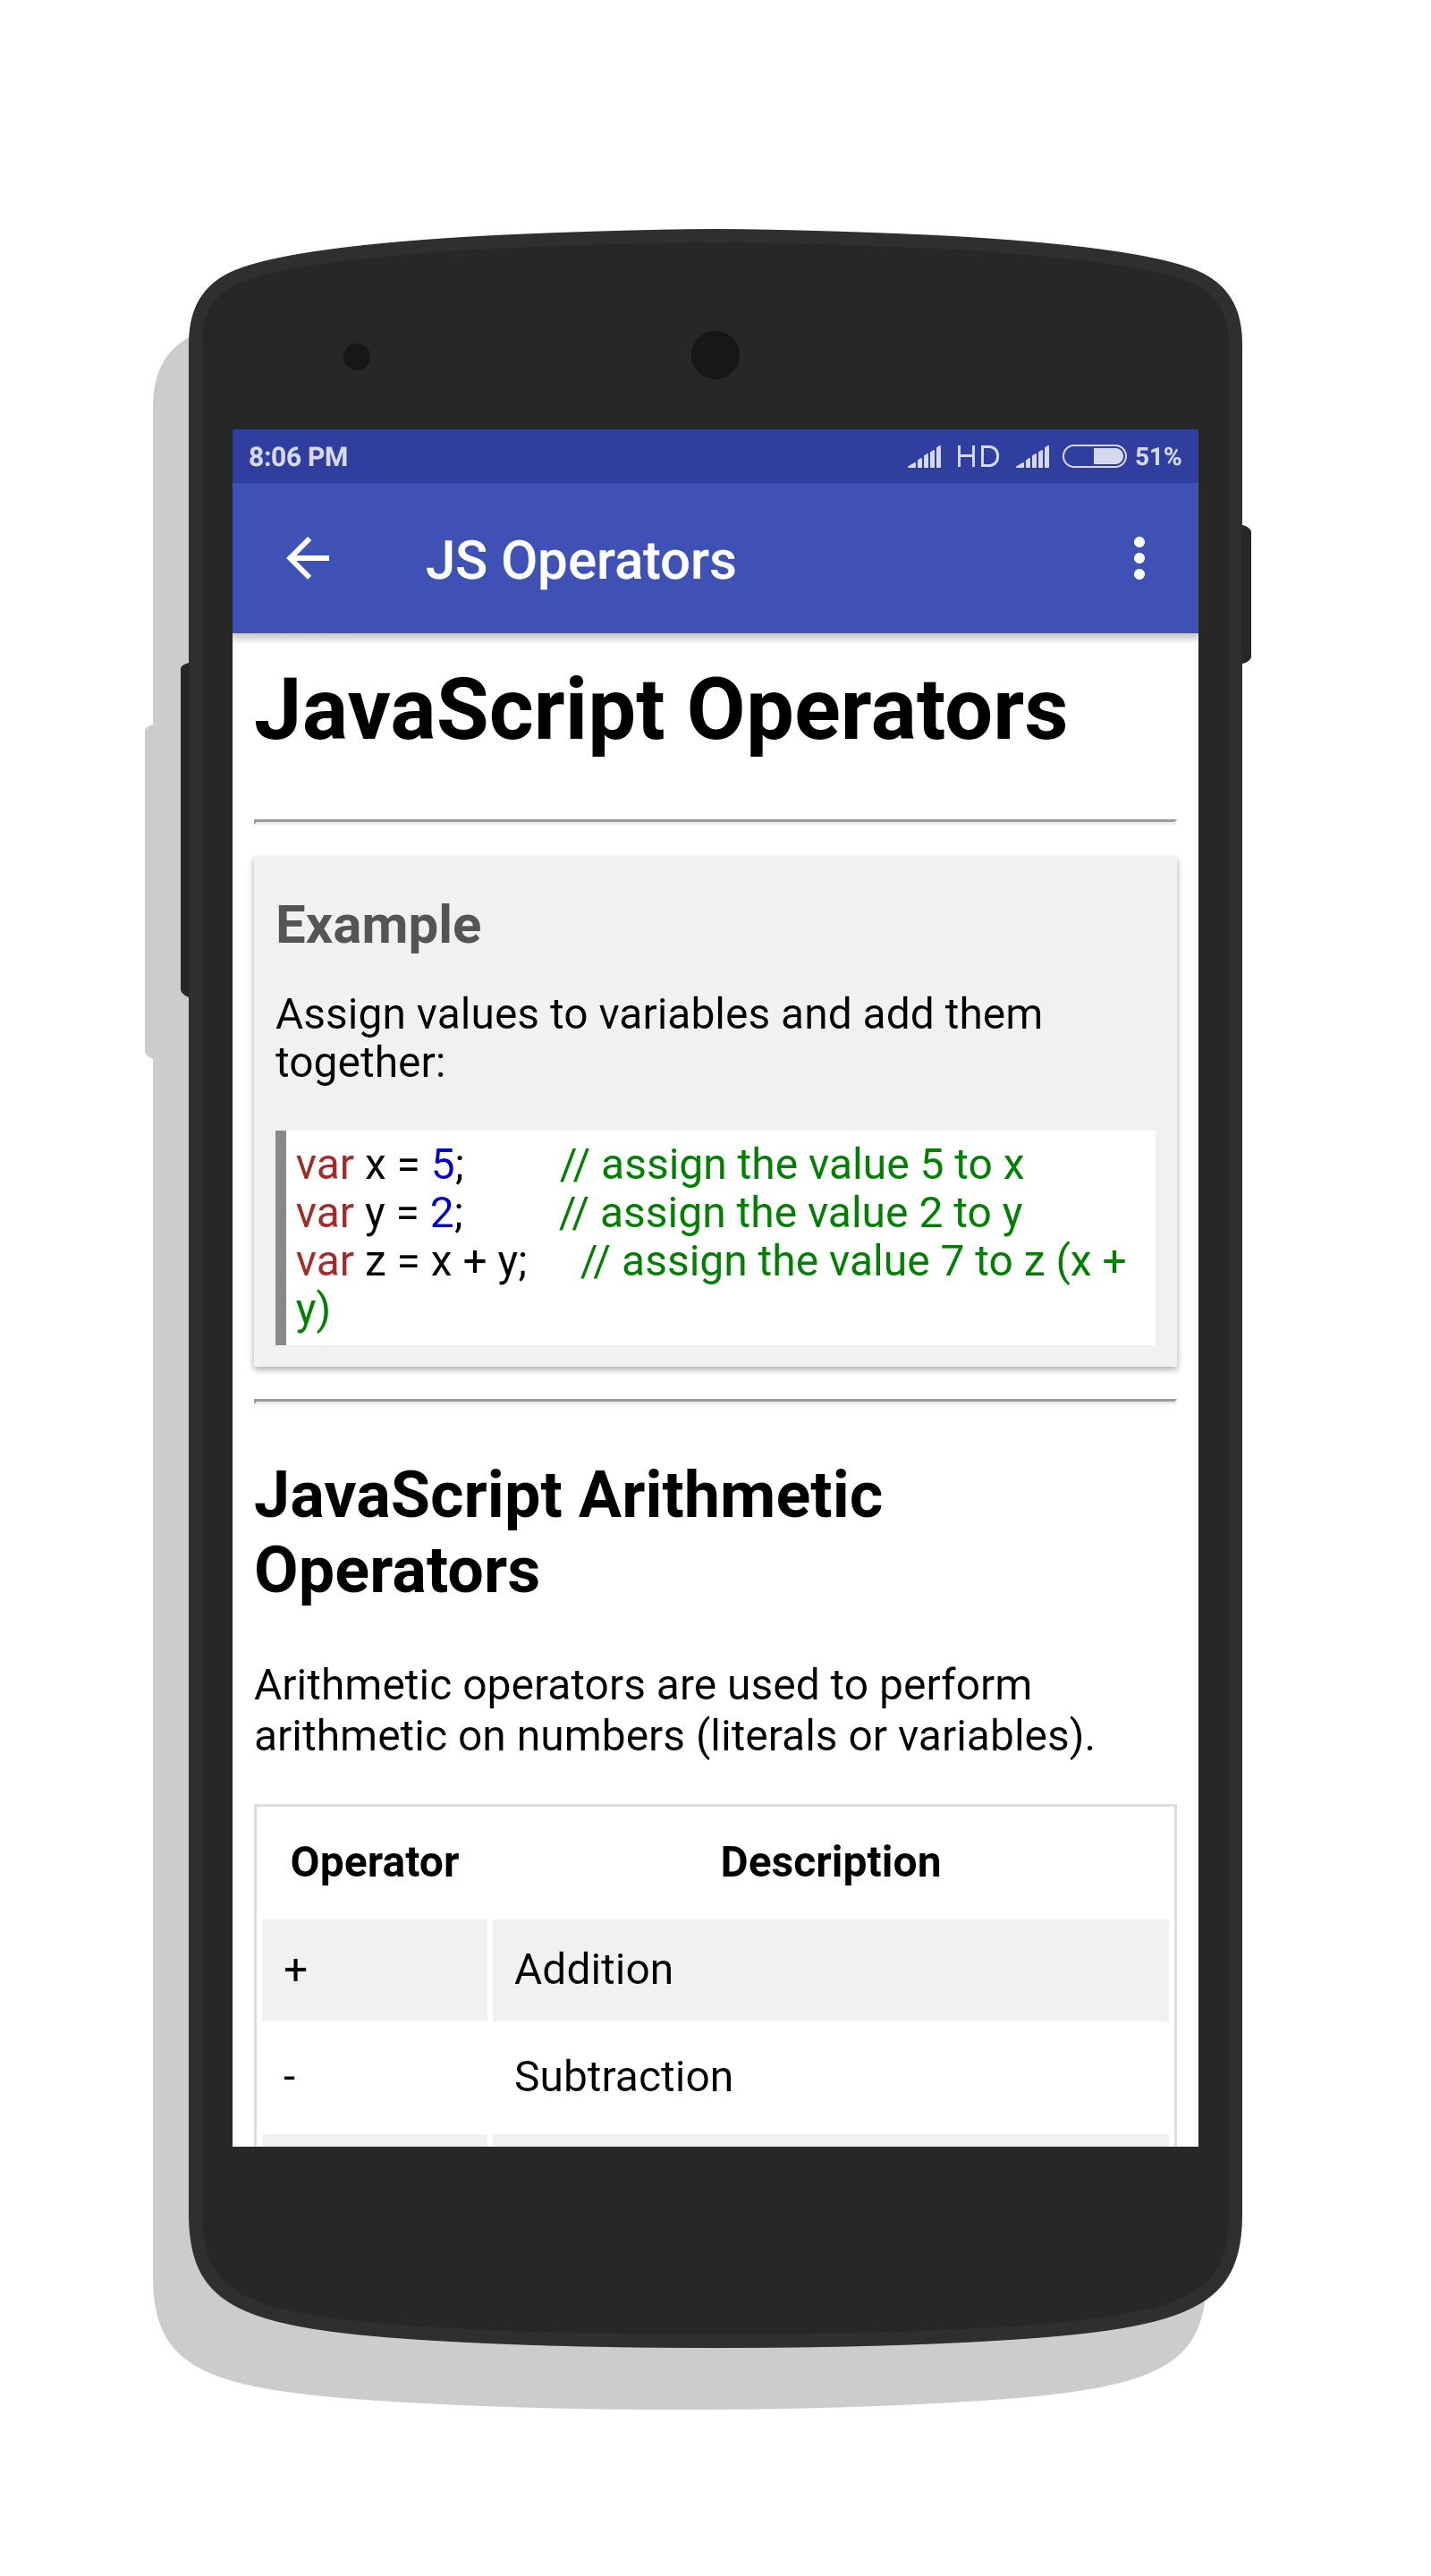 8:06 PM HD 51%
JS Operators
JavaScript Operators
Example
Assign values to variables and add them
together:
var x = 5; // assign the value 5 to x
var y = 2; // assign the value 2 to y
var z = x + y; // assign the value 7 to z (x +
y)
JavaScript Arithmetic
Operators
Arithmetic operators are used to perform
arithmetic on numbers (literals or variables).
Operator Description
+ Addition
- Subtraction